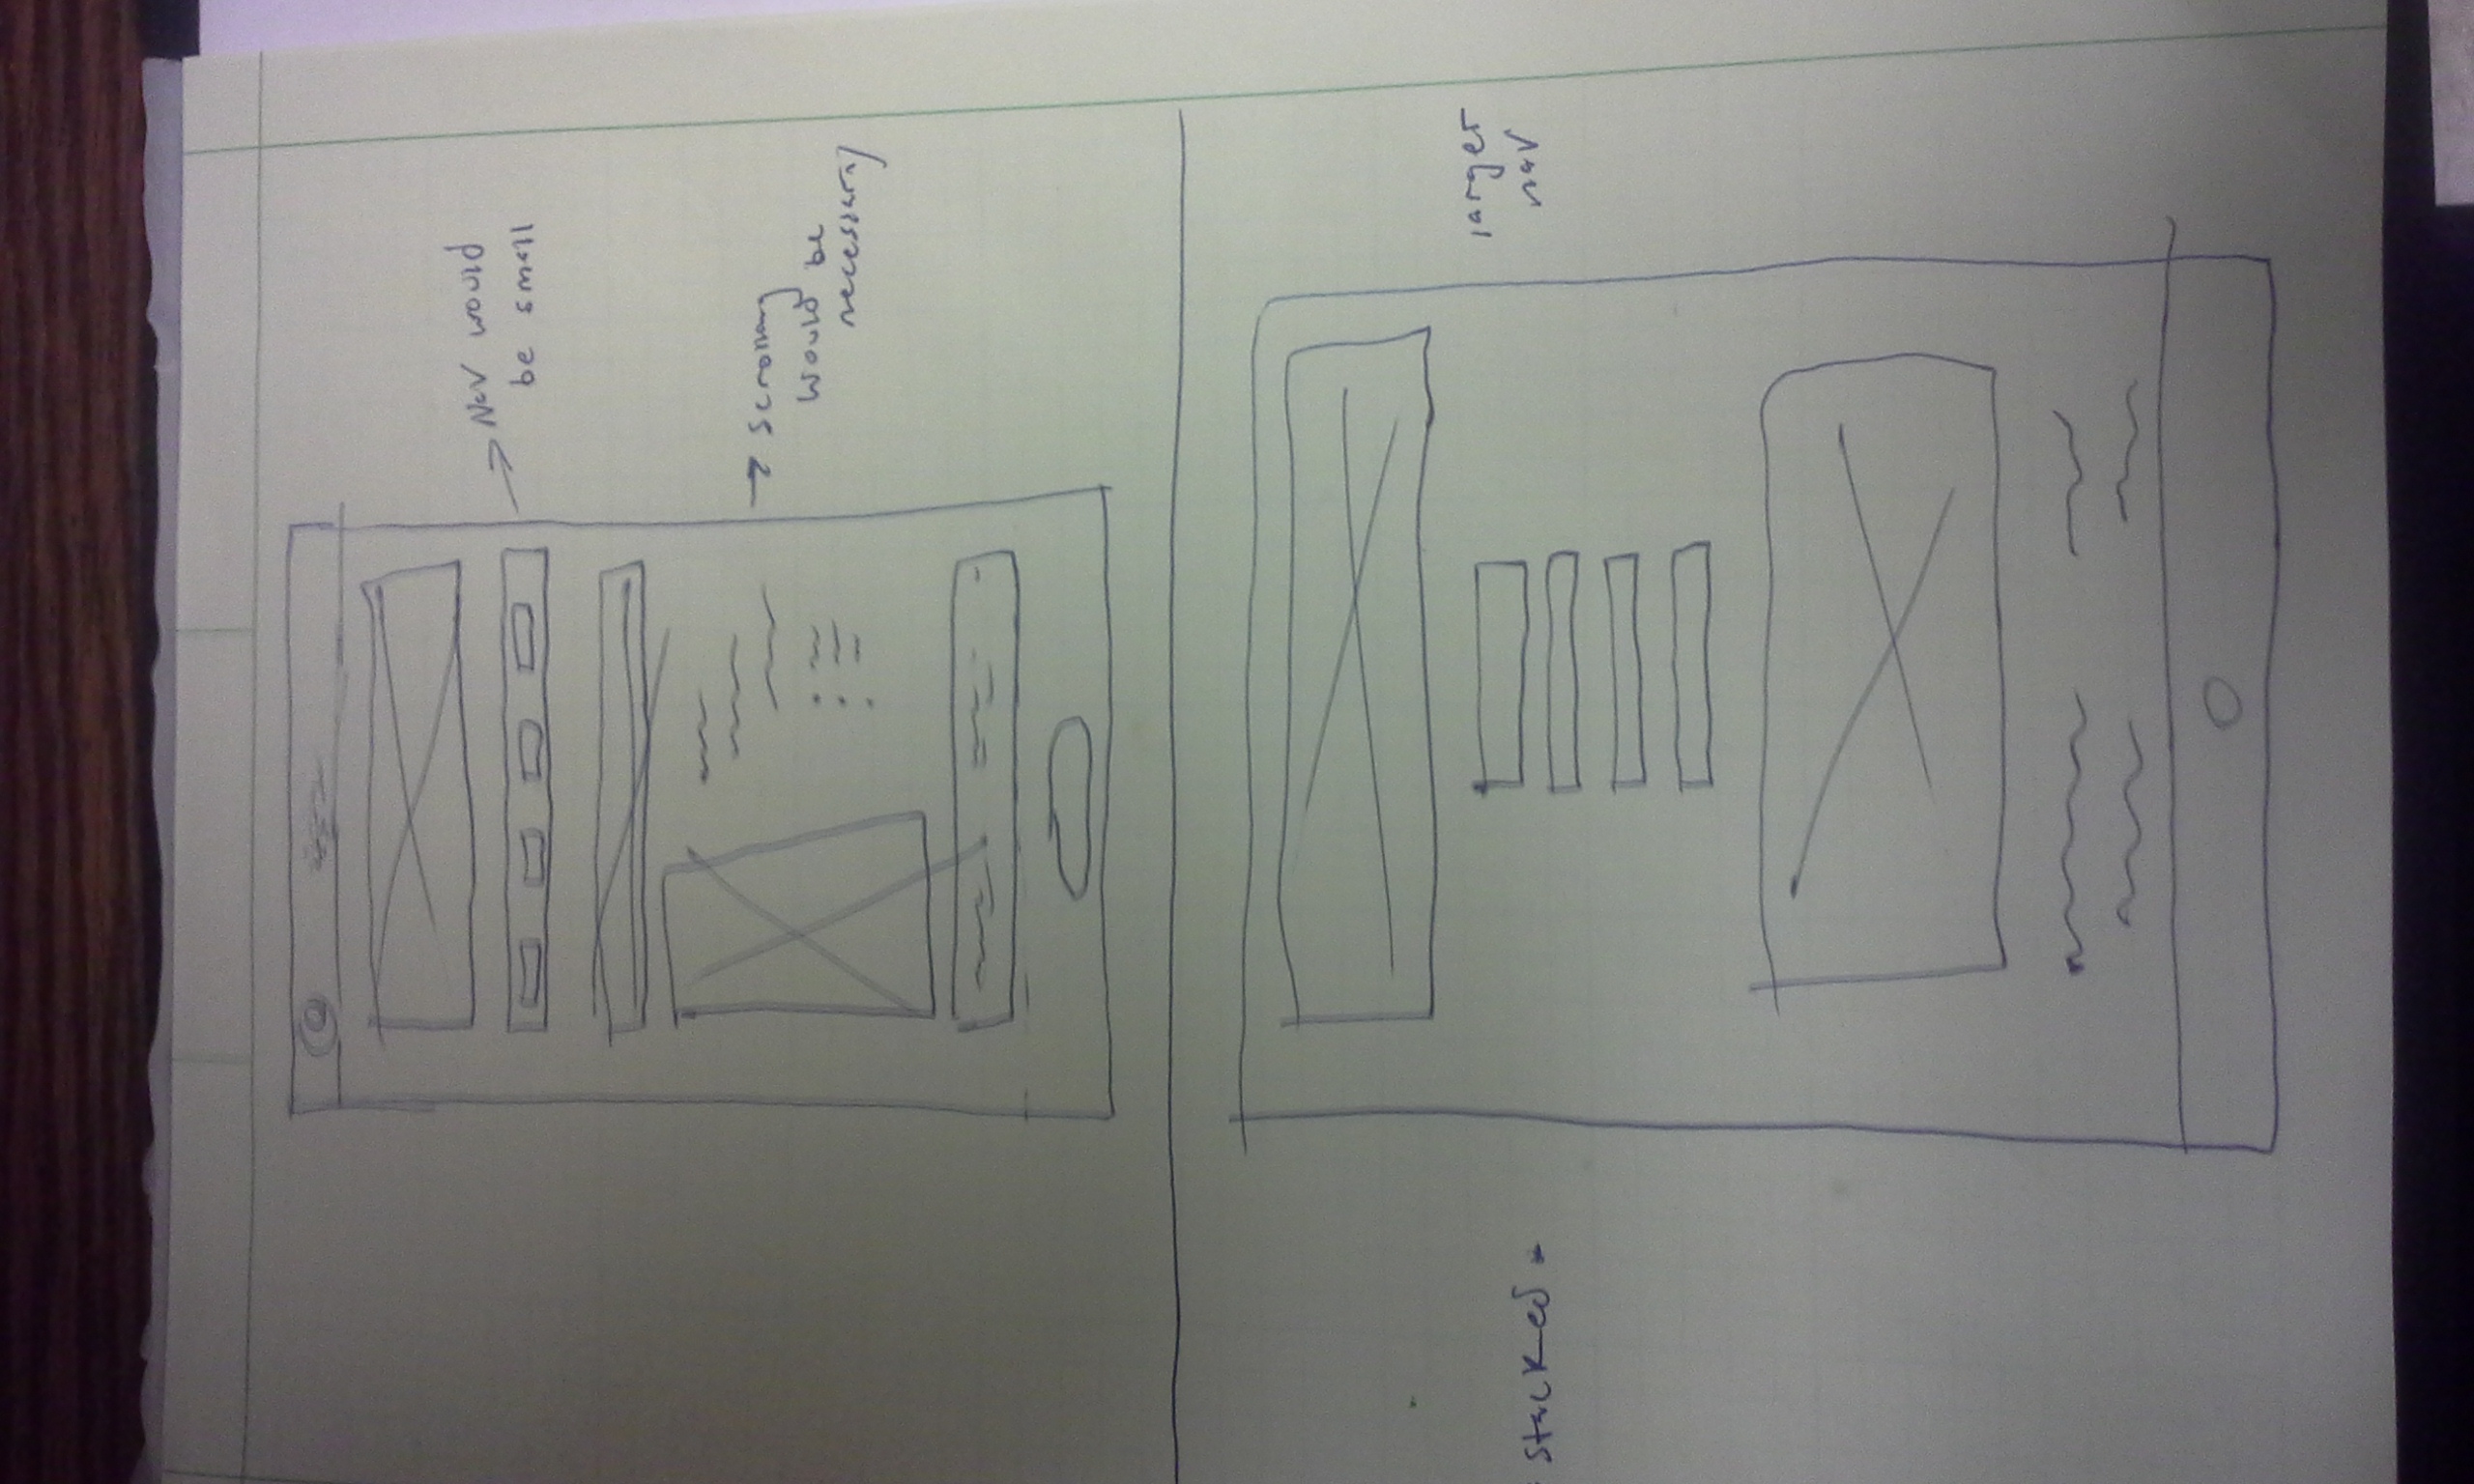 Nav would
be small
scrolling
would be
necessary
stacked
larger
nav